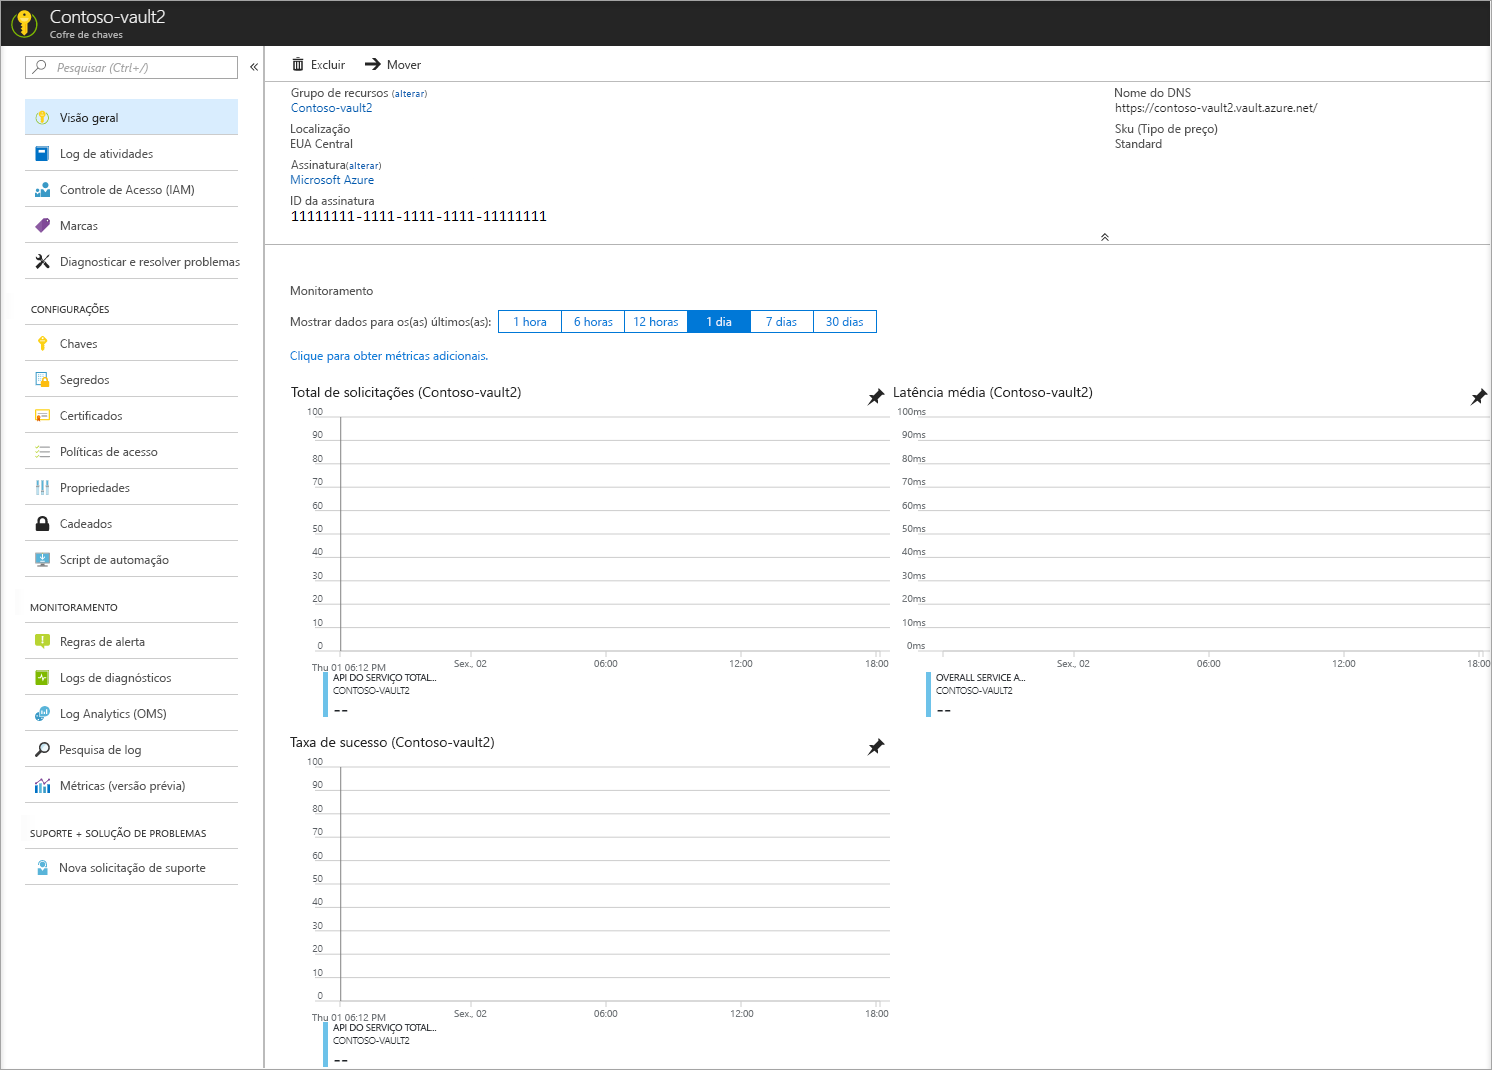 Contoso-vault2
Cofre de chaves
Pesquisar (Ctrl+/)
«
Visão geral
Log de atividades
Controle de Acesso (IAM)
Marcas
Diagnosticar e resolver problemas
CONFIGURAÇÕES
Chaves
Segredos
Certificados
Políticas de acesso
Propriedades
Cadeados
Script de automação
MONITORAMENTO
Regras de alerta
Logs de diagnósticos
Log Analytics (OMS)
Pesquisa de log
Métricas (versão prévia)
SUPORTE + SOLUÇÃO DE PROBLEMAS
Nova solicitação de suporte
Excluir Mover
Grupo de recursos (alterar)
Contoso-vault2
Localização
EUA Central
Assinatura(alterar)
Microsoft Azure
ID da assinatura
11111111-1111-1111-1111-11111111
Nome do DNS
https://contoso-vault2.vault.azure.net/
Sku (Tipo de preço)
Standard
Monitoramento
Mostrar dados para os(as) últimos(as): 1 hora 6 horas 12 horas 1 dia 7 dias 30 dias
Clique para obter métricas adicionais.
Total de solicitações (Contoso-vault2)
100
90
80
70
60
50
40
30
20
10
0
Thu 01 06:12 PM Sex., 02 06:00 12:00 18:00
API DO SERVIÇO TOTAL...
CONTOSO-VAULT2
--
Latência média (Contoso-vault2)
100ms
90ms
80ms
70ms
60ms
50ms
40ms
30ms
20ms
10ms
0ms
Sex., 02 06:00 12:00 18:00
OVERALL SERVICE A...
CONTOSO-VAULT2
--
Taxa de sucesso (Contoso-vault2)
100
90
80
70
60
50
40
30
20
10
0
Thu 01 06:12 PM Sex., 02 06:00 12:00 18:00
API DO SERVIÇO TOTAL...
CONTOSO-VAULT2
--